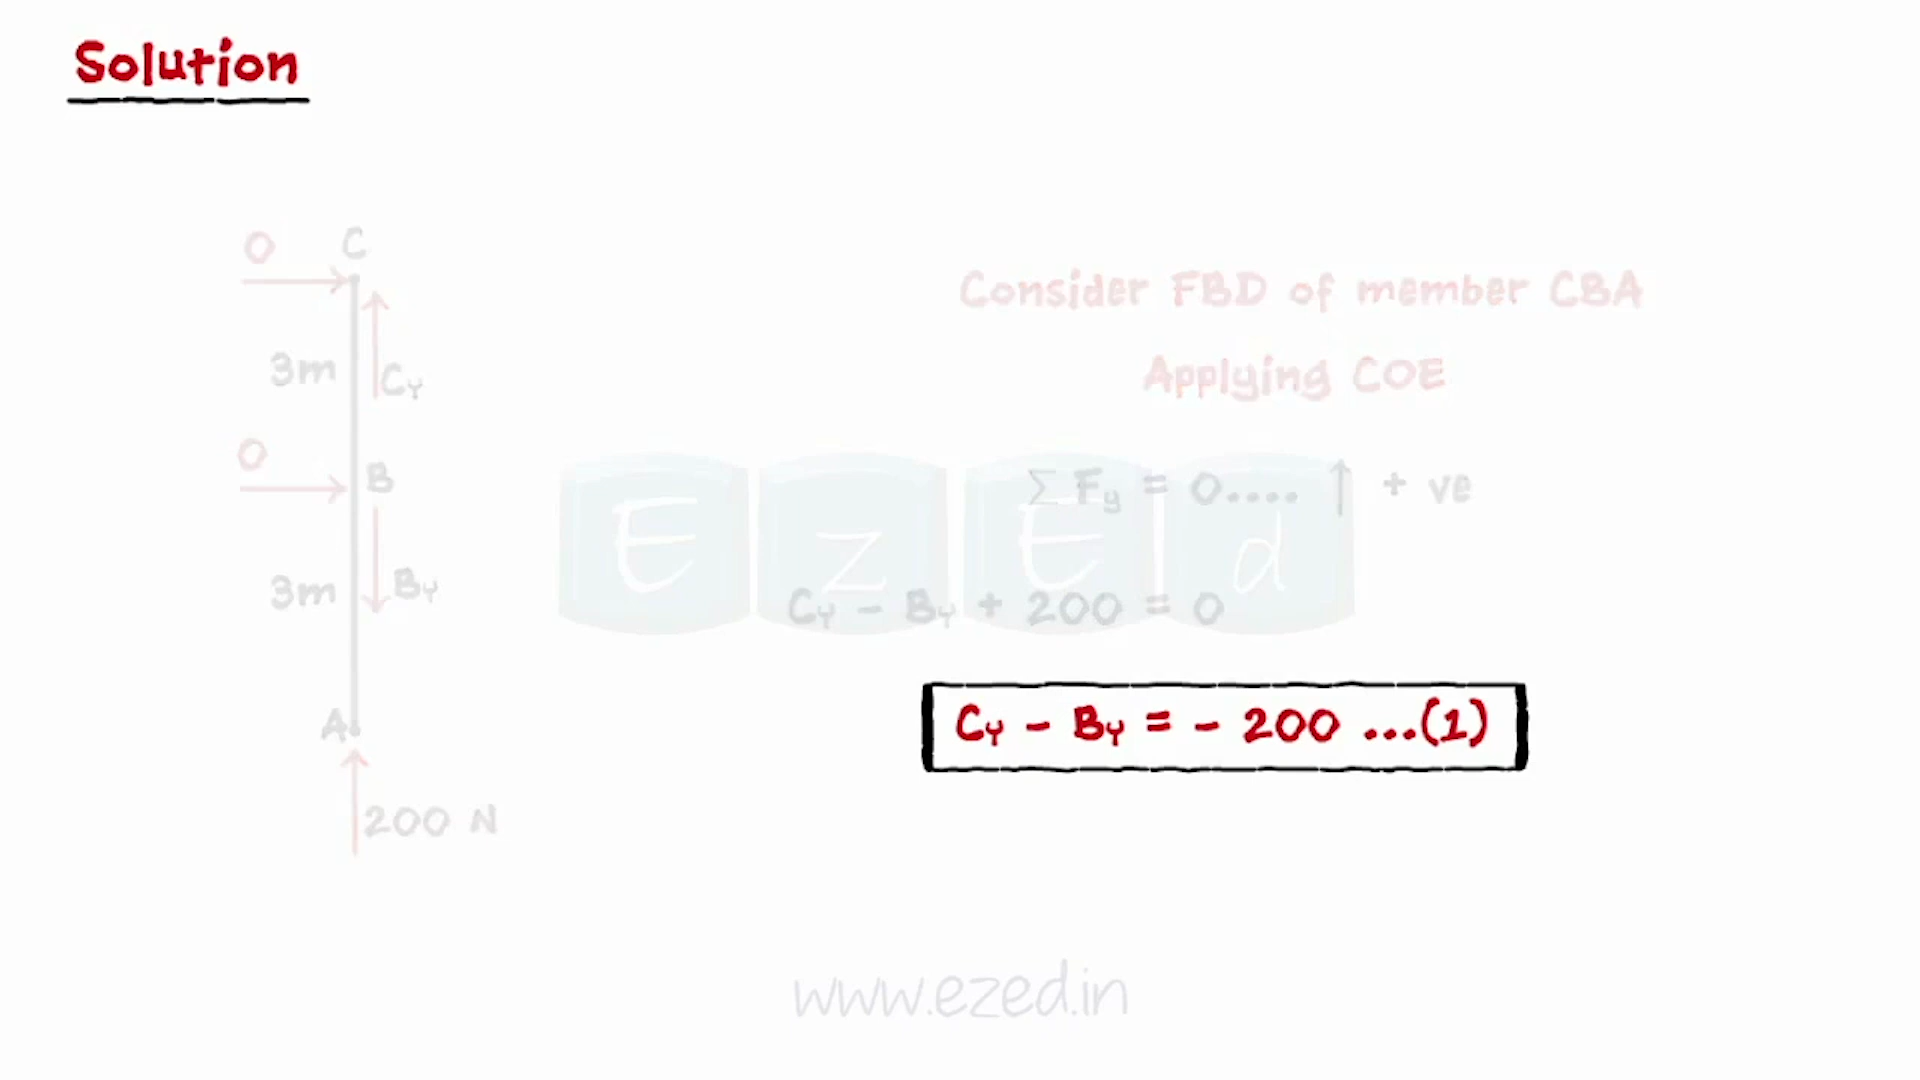 Solution
0 C
Consider FBD of member CBA
3m Cy
Applying COE
0 B
∑ Fy = 0.... ↑ + ve
E z E d
3m By
Cy - By + 200 = 0
A
Cy - By = - 200 ...(1)
200 N
www.ezed.in